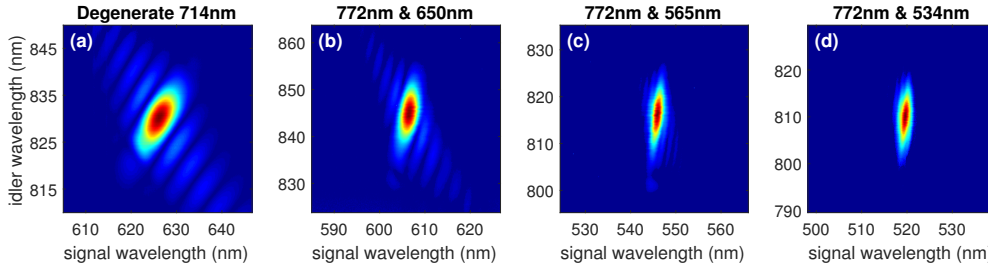 Degenerate 714nm
772nm & 650nm
772nm & 565nm
772nm & 534nm
(a)
(b)
(c)
(d)
idler wavelength (nm)
845
835
825
815
860
850
840
830
830
820
810
800
820
810
800
790
610 620 630 640
590 600 610 620
530 540 550 560
500 510 520 530
signal wavelength (nm)
signal wavelength (nm)
signal wavelength (nm)
signal wavelength (nm)